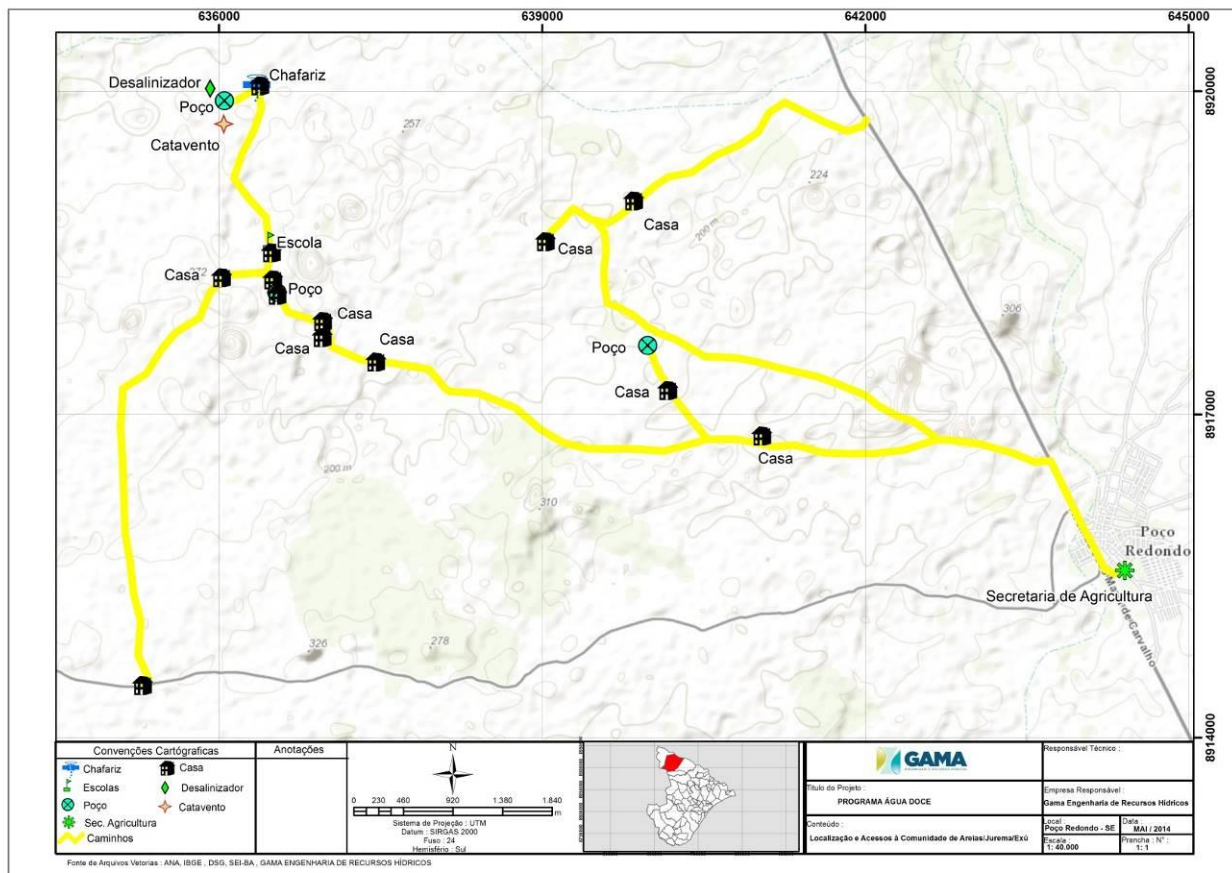 636000
639000
642000
645000
8920000
8917000
8914000
Desalinizador
Chafariz
Poço
Catavento
257
224
Casa
Casa
200 m
Escola
Casa
272
Poço
306
Casa
Casa
Casa
Poço
Casa
Casa
200 m
310
Poço
Redondo
Secretaria de Agricultura
326
278
de Carvalho
Convenções Cartógraficas
Chafariz
Casa
Escolas
Desalinizador
Poço
Catavento
Sec. Agricultura
Caminhos
Anotações
N
0 230 460 920 1.380 1.840
m
Sistema de Projeção : UTM
Datum : SIRGAS 2000
Fuso : 24
Hemisfério : Sul
GAMA
Título do Projeto :
PROGRAMA ÁGUA DOCE
Conteúdo :
Localização e Acessos à Comunidade de Areias/Jurema/Exú
Responsável Técnico :
Empresa Responsável :
Gama Engenharia de Recursos Hídricos
Local :
Poço Redondo - SE
Data :
MAI / 2014
Escala :
1: 40.000
Prancha : N° :
1: 1
Fonte de Arquivos Vetorias : ANA, IBGE , DSG, SEI-BA , GAMA ENGENHARIA DE RECURSOS HÍDRICOS